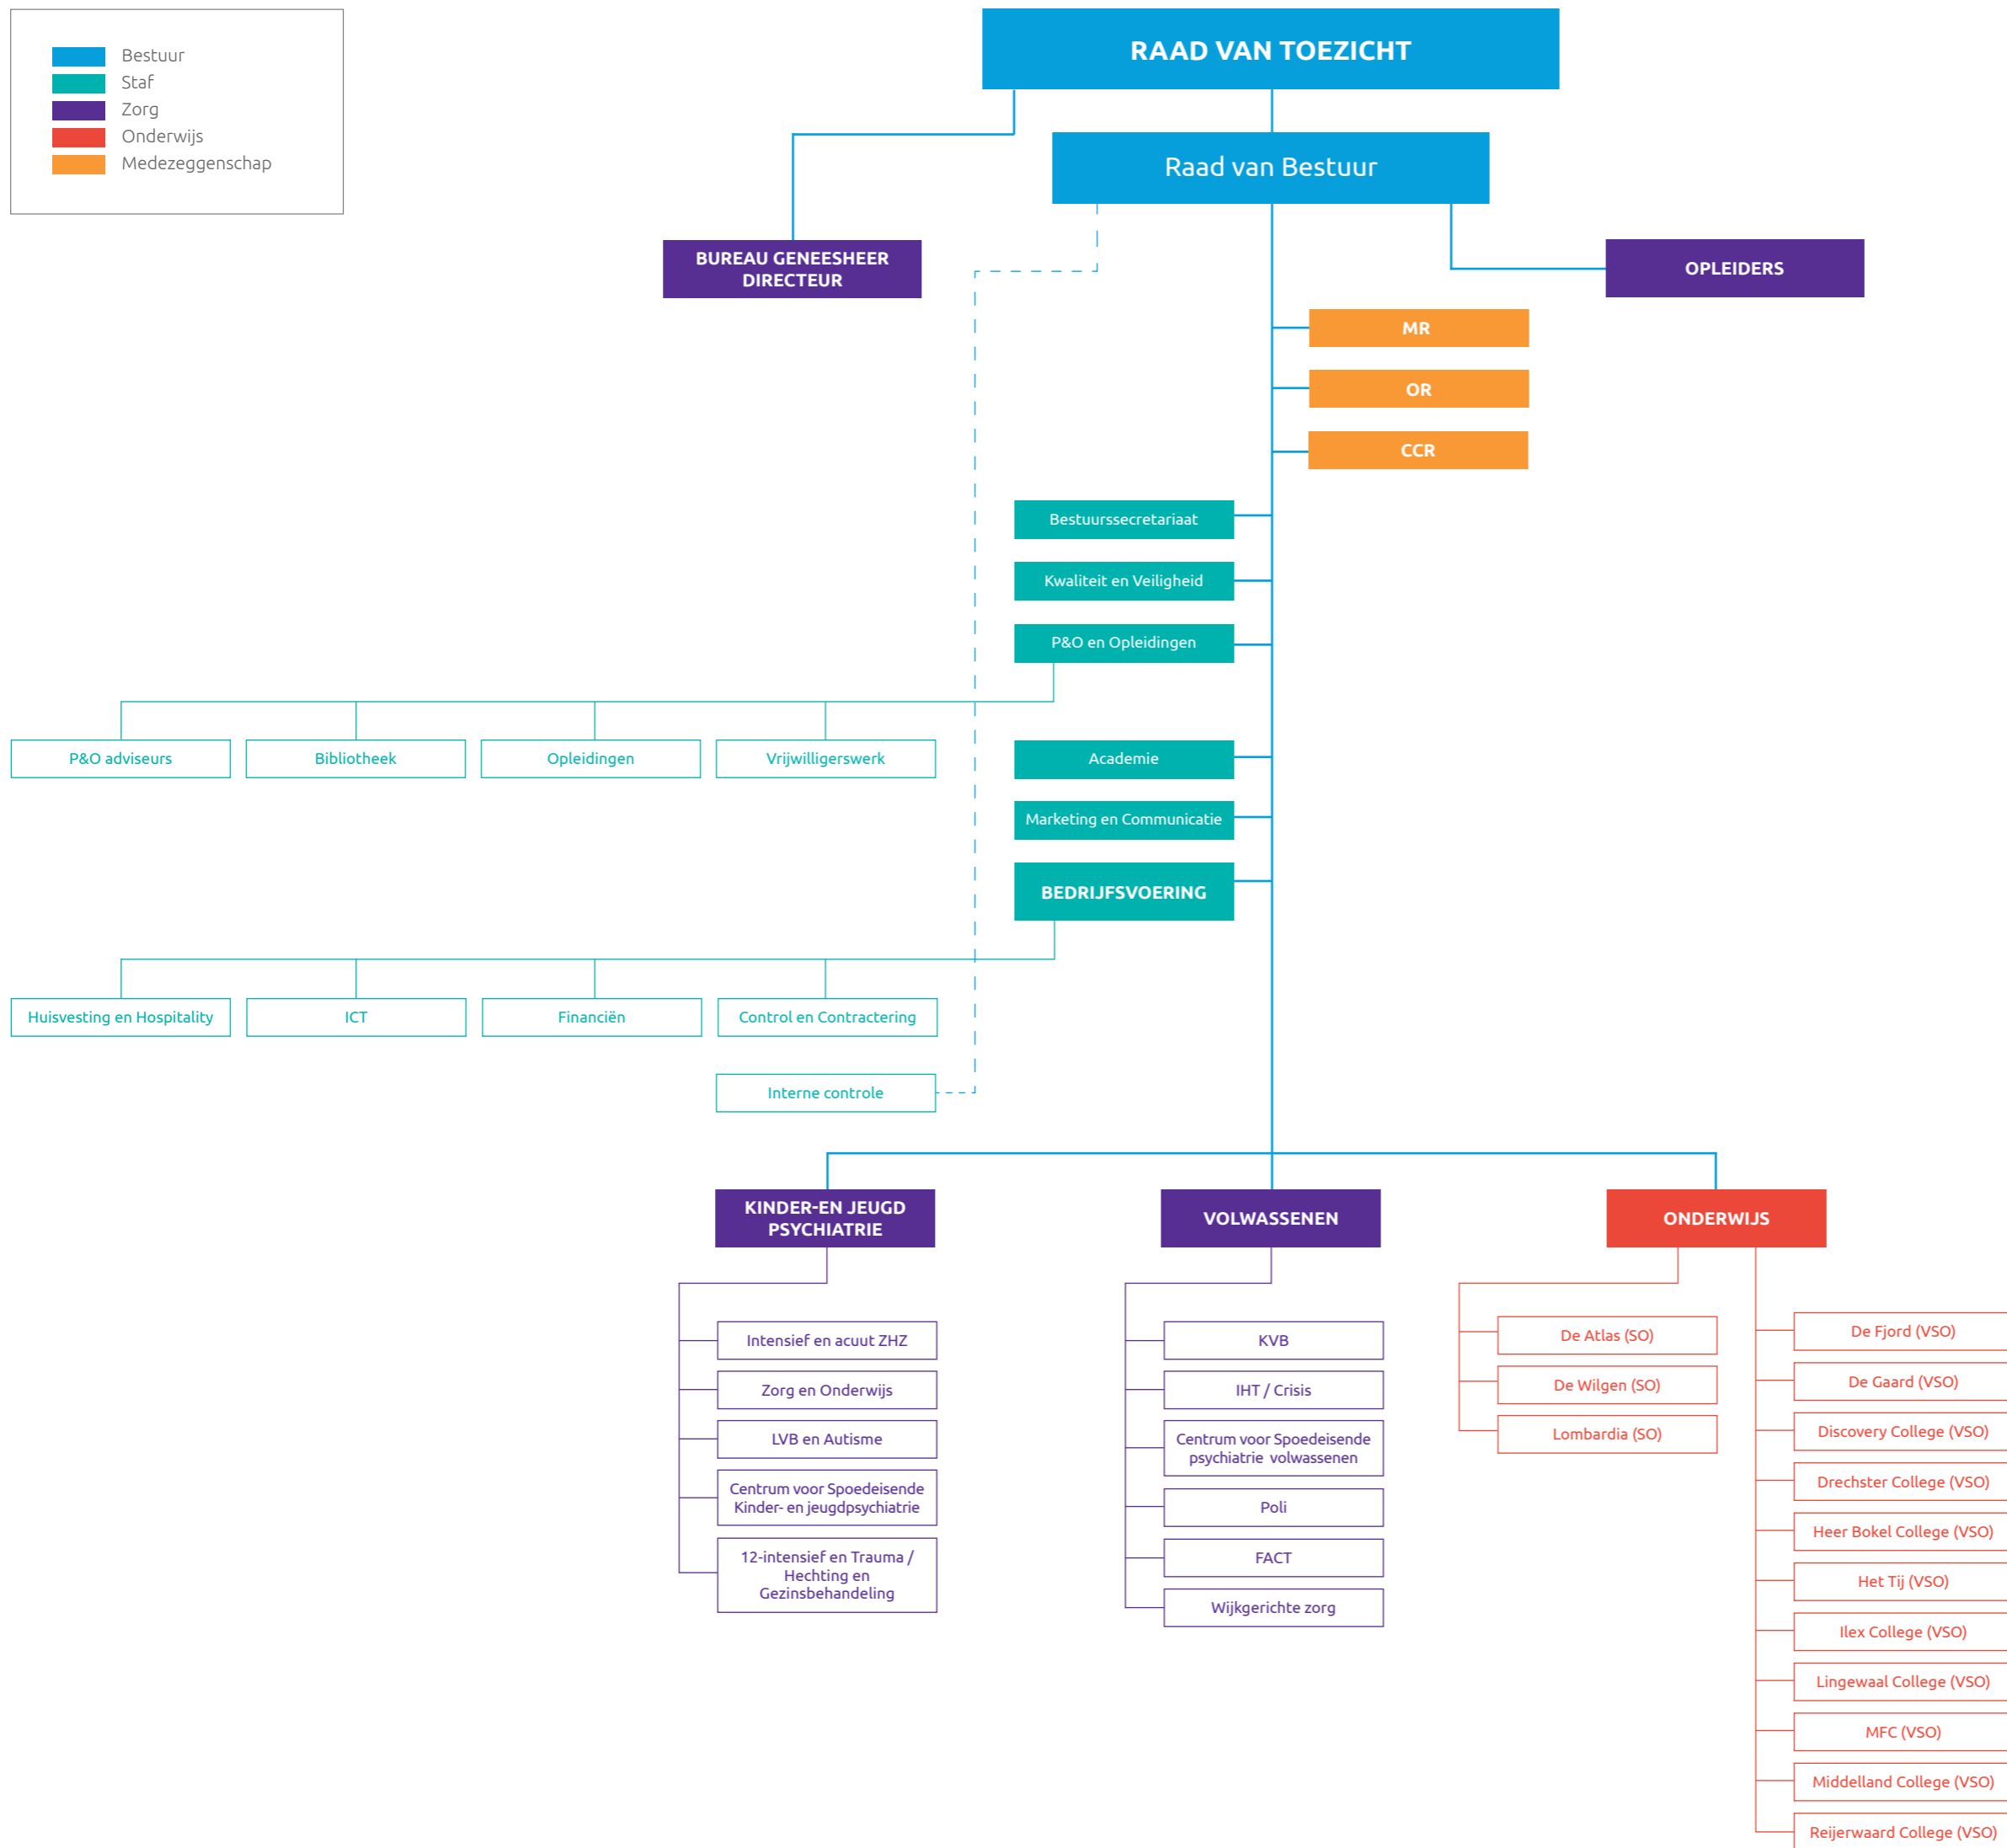 Bestuur
Staf
Zorg
Onderwijs
Medezeggenschap
RAAD VAN TOEZICHT
Raad van Bestuur
BUREAU GENEESHEER
DIRECTEUR
OPLEIDERS
MR
OR
CCR
Bestuurssecretariaat
Kwaliteit en Veiligheid
P&O en Opleidingen
P&O adviseurs
Bibliotheek
Opleidingen
Vrijwilligerswerk
Academie
Marketing en Communicatie
BEDRIJFSVOERING
Huisvesting en Hospitality
ICT
Financiën
Control en Contractering
Interne controle
KINDER-EN JEUGD
PSYCHIATRIE
Intensief en acuut ZHZ
Zorg en Onderwijs
LVB en Autisme
Centrum voor Spoedeisende
Kinder- en jeugdpsychiatrie
12-intensief en Trauma /
Hechting en
Gezinsbehandeling
VOLWASSENEN
KVB
IHT / Crisis
Centrum voor Spoedeisende
psychiatrie volwassenen
Poli
FACT
Wijkgerichte zorg
ONDERWIJS
De Atlas (SO)
De Wilgen (SO)
Lombardia (SO)
De Fjord (VSO)
De Gaard (VSO)
Discovery College (VSO)
Drechster College (VSO)
Heer Bokel College (VSO)
Het Tij (VSO)
Ilex College (VSO)
Lingewaal College (VSO)
MFC (VSO)
Middelland College (VSO)
Reijerwaard College (VSO)